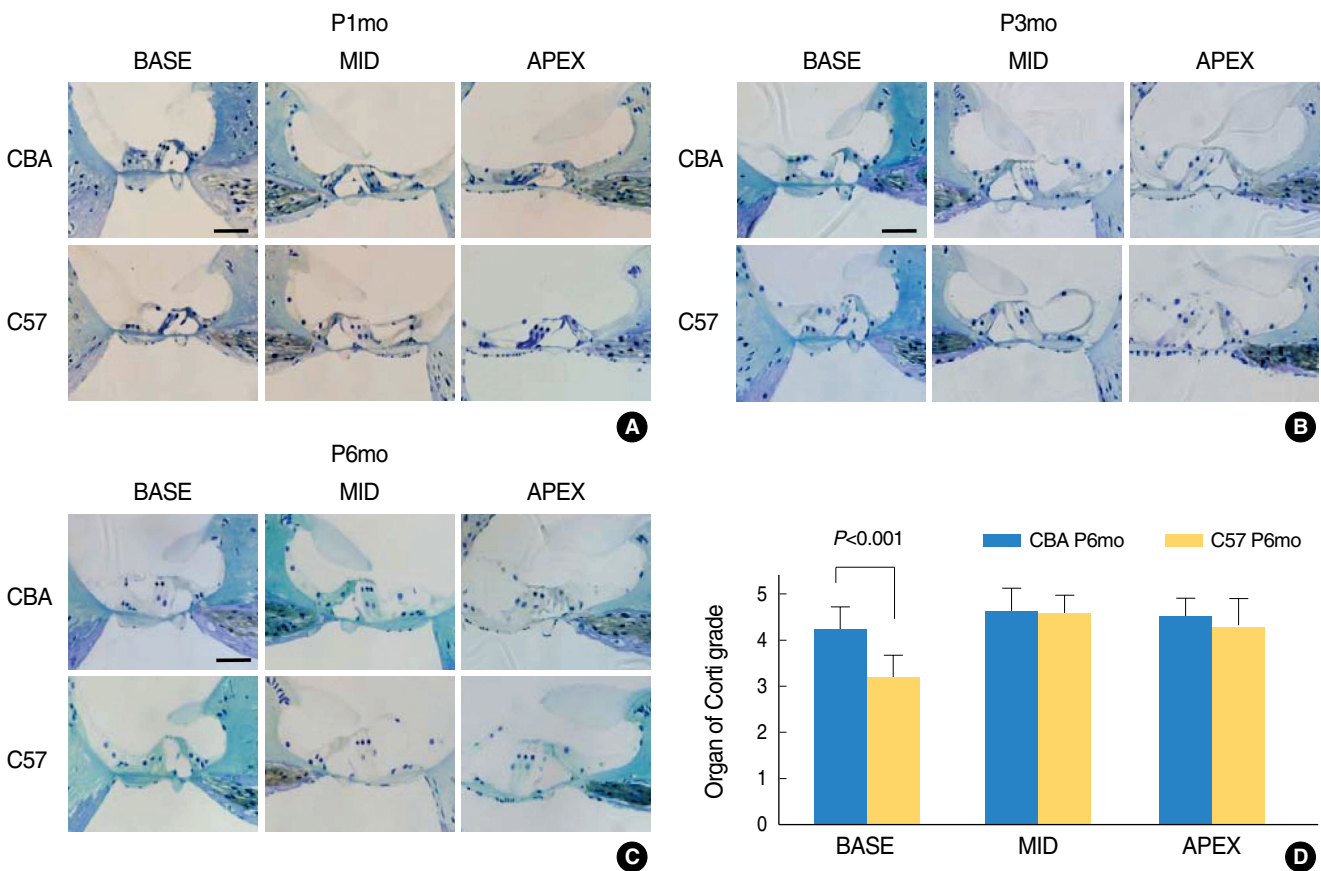 P1mo
BASE MID APEX
CBA
C57
A
P3mo
BASE MID APEX
CBA
C57
B
P6mo
BASE MID APEX
CBA
C57
C
P<0.001
CBA P6mo C57 P6mo
Organ of Corti grade
5
4
3
2
1
0
BASE MID APEX
D